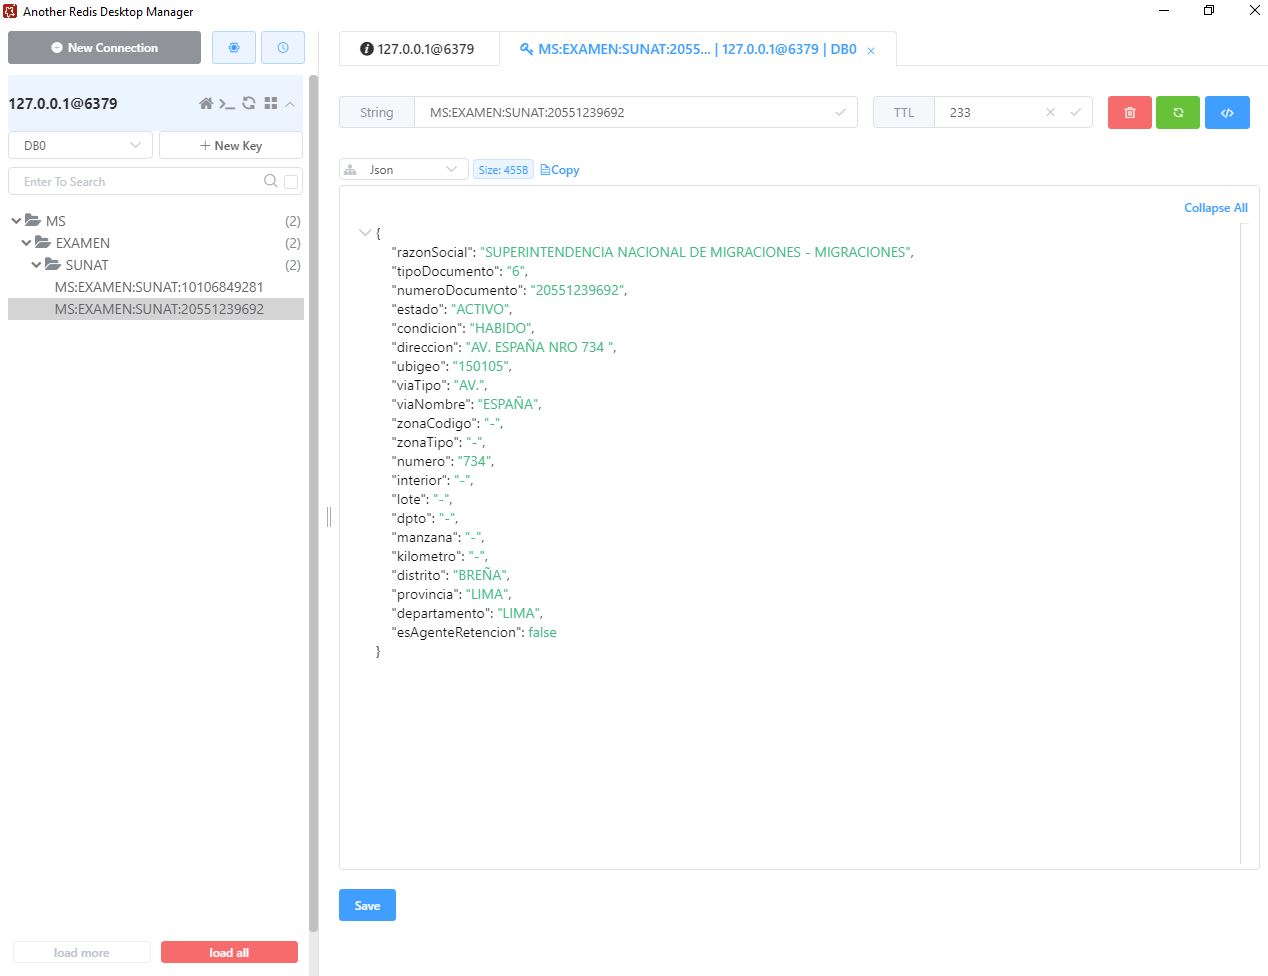 Another Redis Desktop Manager
New Connection
127.0.0.1@6379
DB0
+ New Key
Enter To Search
MS (2)
EXAMEN (2)
SUNAT (2)
MS:EXAMEN:SUNAT:10106849281
MS:EXAMEN:SUNAT:20551239692
load more
load all
127.0.0.1@6379
MS:EXAMEN:SUNAT:2055... | 127.0.0.1@6379 | DB0
String MS:EXAMEN:SUNAT:20551239692
TTL 233
Json
Size: 455B
Copy
Collapse All
{
"razonSocial": "SUPERINTENDENCIA NACIONAL DE MIGRACIONES - MIGRACIONES",
"tipoDocumento": "6",
"numeroDocumento": "20551239692",
"estado": "ACTIVO",
"condicion": "HABIDO",
"direccion": "AV. ESPAÑA NRO 734 ",
"ubigeo": "150105",
"viaTipo": "AV.",
"viaNombre": "ESPAÑA",
"zonaCodigo": "-",
"zonaTipo": "-",
"numero": "734",
"interior": "-",
"lote": "-",
"dpto": "-",
"manzana": "-",
"kilometro": "-",
"distrito": "BREÑA",
"provincia": "LIMA",
"departamento": "LIMA",
"esAgenteRetencion": false
}
Save